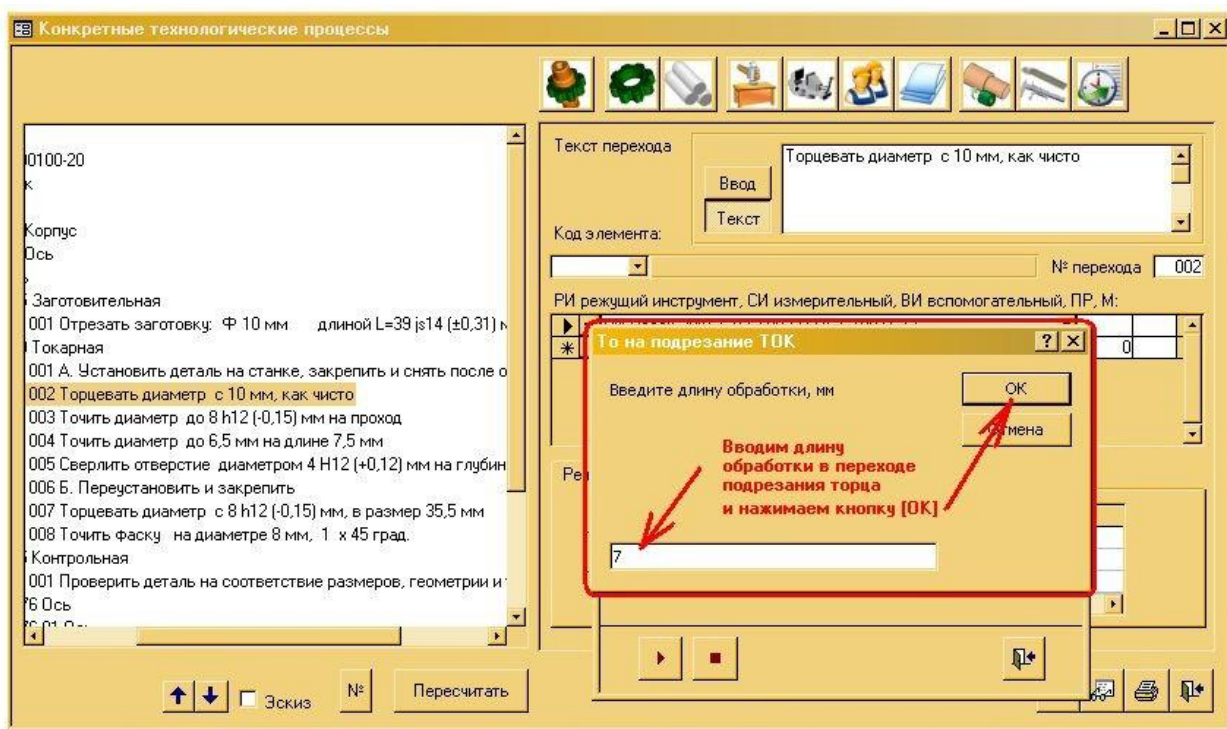 Конкретные технологические процессы
00100-20
Корпус
Ось
Заготовительная
001 Отрезать заготовку: Ф 10 мм длиной L=39 js14 (±0,31)
Токарная
001 А. Установить деталь на станке, закрепить и снять после
002 Торцевать диаметр с 10 мм, как чисто
003 Точить диаметр до 8 h12 (-0,15) мм на проход
004 Точить диаметр до 6,5 мм на длине 7,5 мм
005 Сверлить отверстие диаметром 4 H12 (+0,12) мм на глубин
006 Б. Переустановить и закрепить
007 Торцевать диаметр с 8 h12 (-0,15) мм, в размер 35,5 мм
008 Точить фаску на диаметре 8 мм, 1 x 45 град.
Контрольная
001 Проверить деталь на соответствие размеров, геометрии и
76 Ось
Эскиз
№
Пересчитать
Текст перехода
Ввод
Текст
Торцевать диаметр с 10 мм, как чисто
Код элемента:
№ перехода 002
РИ режущий инструмент, СИ измерительный, ВИ вспомогательный, ПР, М:
0
То на подрезание ТОК
Введите длину обработки, мм
OK
Отмена
Вводим длину
обработки в переходе
подрезания торца
и нажимаем кнопку [OK]
7
Ре